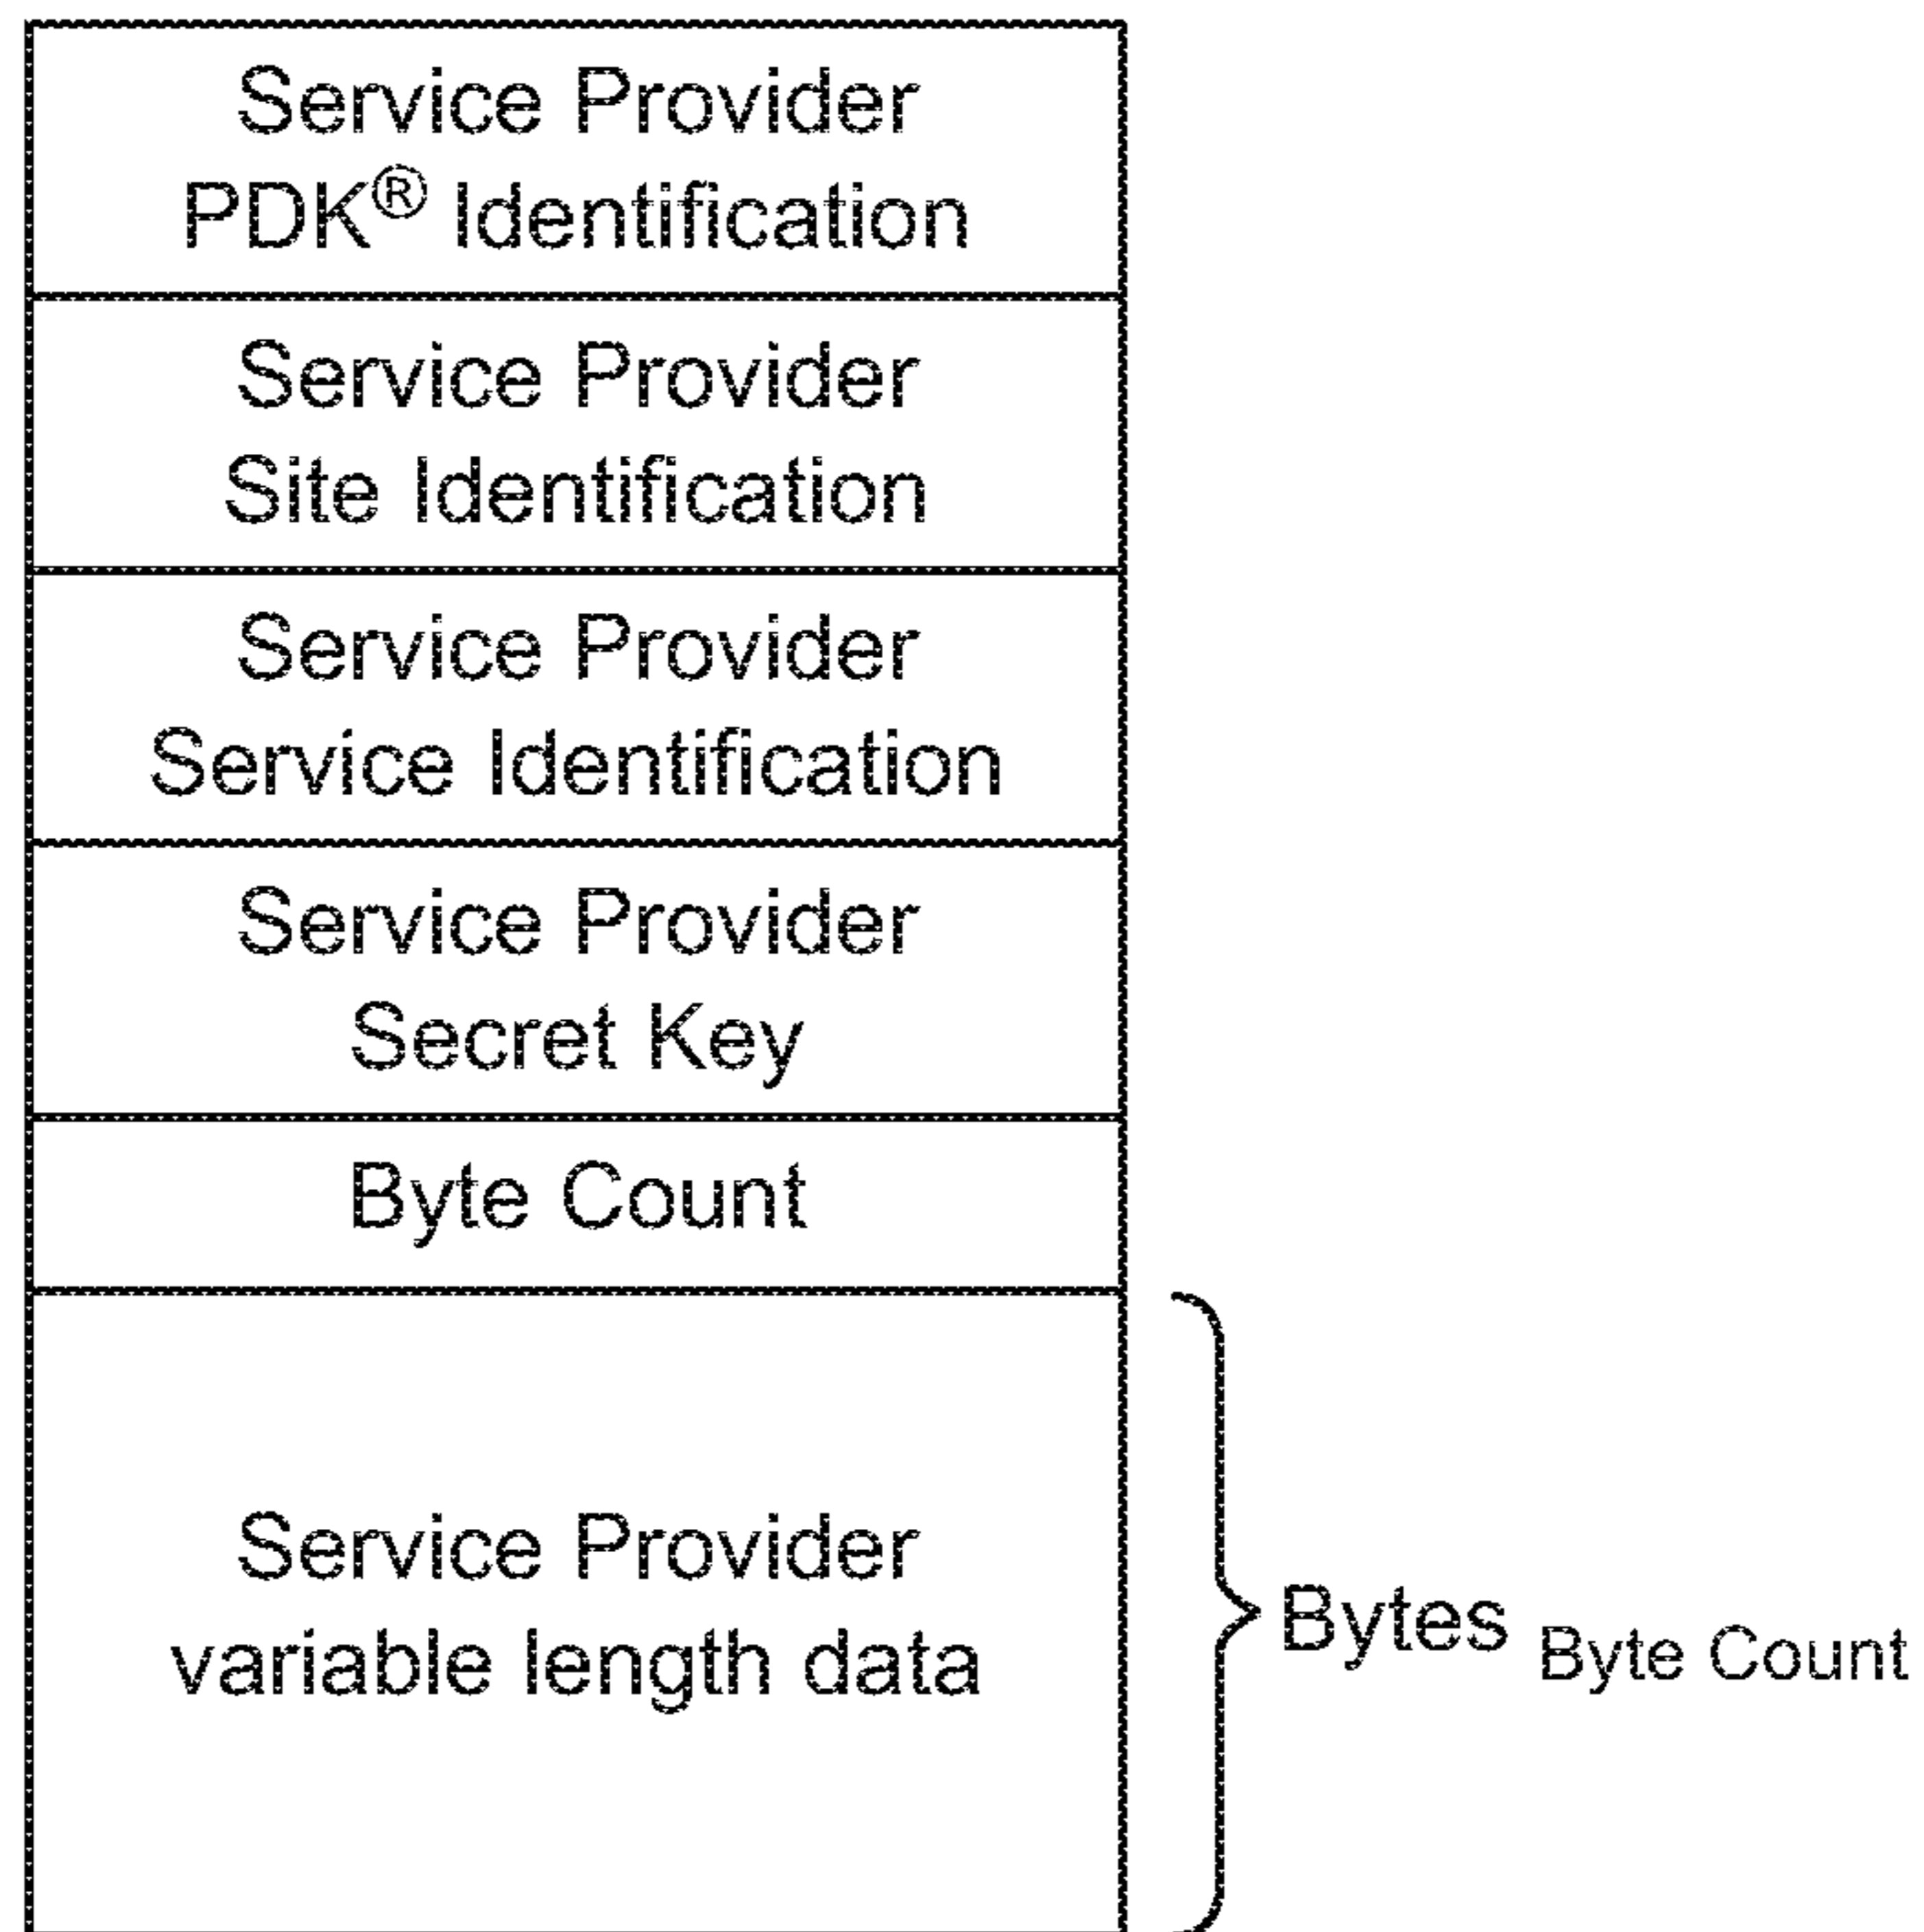 Service Provider
PDK® Identification
Service Provider
Site Identification
Service Provider
Service Identification
Service Provider
Secret Key
Byte Count
Service Provider
variable length data
Bytes Byte Count